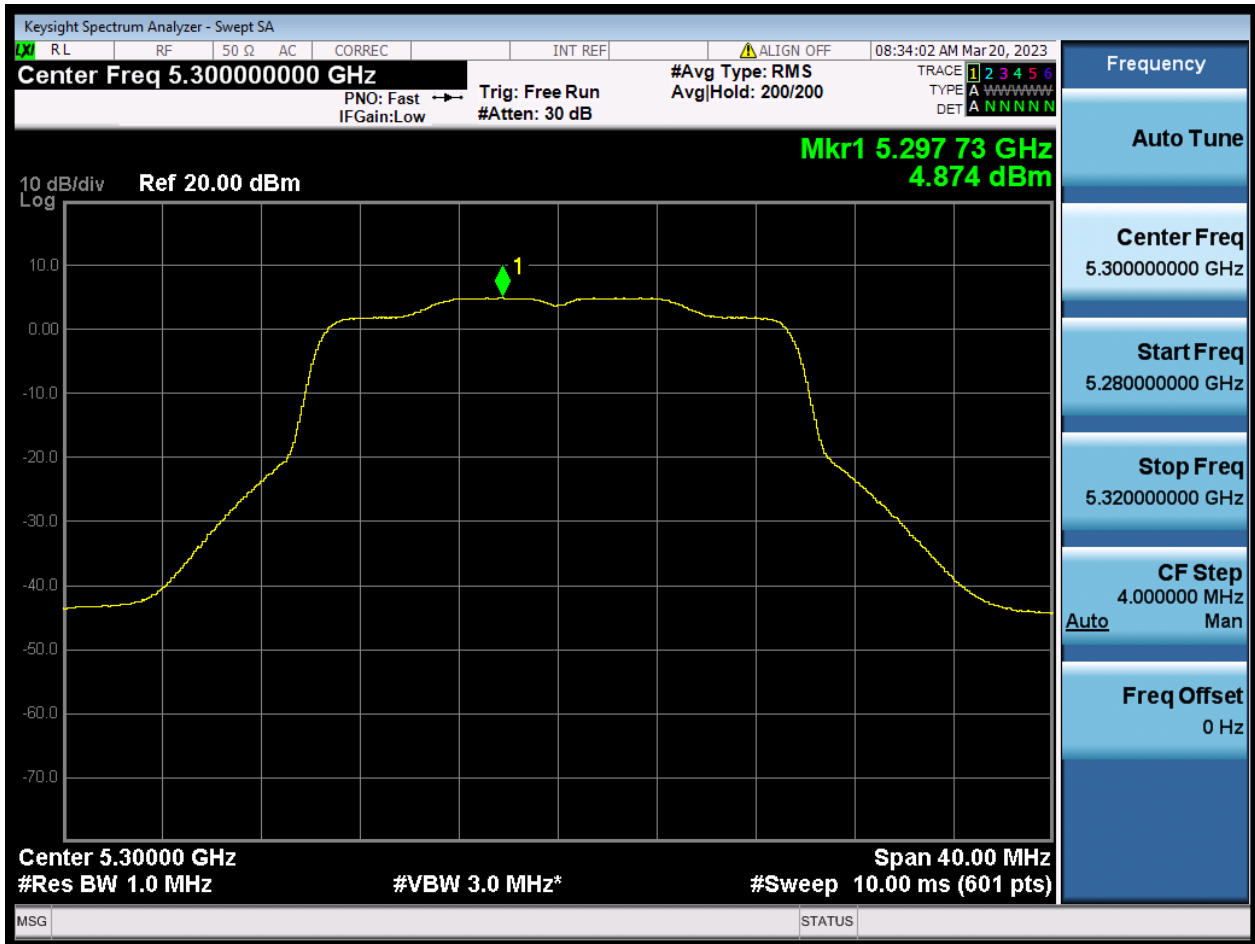 Keysight Spectrum Analyzer - Swept SA
LXI RL RF 50 Ω AC CORREC INT REF ALIGN OFF 08:34:02 AM Mar 20, 2023
Center Freq 5.300000000 GHz
PNO: Fast
IFGain:Low
Trig: Free Run
#Atten: 30 dB
#Avg Type: RMS
Avg|Hold: 200/200
TRACE 1 2 3 4 5 6
TYPE A WWWWW
DET A N N N N N
Mkr1 5.297 73 GHz
4.874 dBm
10 dB/div Ref 20.00 dBm
Log
1
10.0
0.00
-10.0
-20.0
-30.0
-40.0
-50.0
-60.0
-70.0
Center 5.30000 GHz Span 40.00 MHz
#Res BW 1.0 MHz #VBW 3.0 MHz* #Sweep 10.00 ms (601 pts)
MSG STATUS
Frequency
Auto Tune
Center Freq
5.300000000 GHz
Start Freq
5.280000000 GHz
Stop Freq
5.320000000 GHz
CF Step
4.000000 MHz
Auto Man
Freq Offset
0 Hz